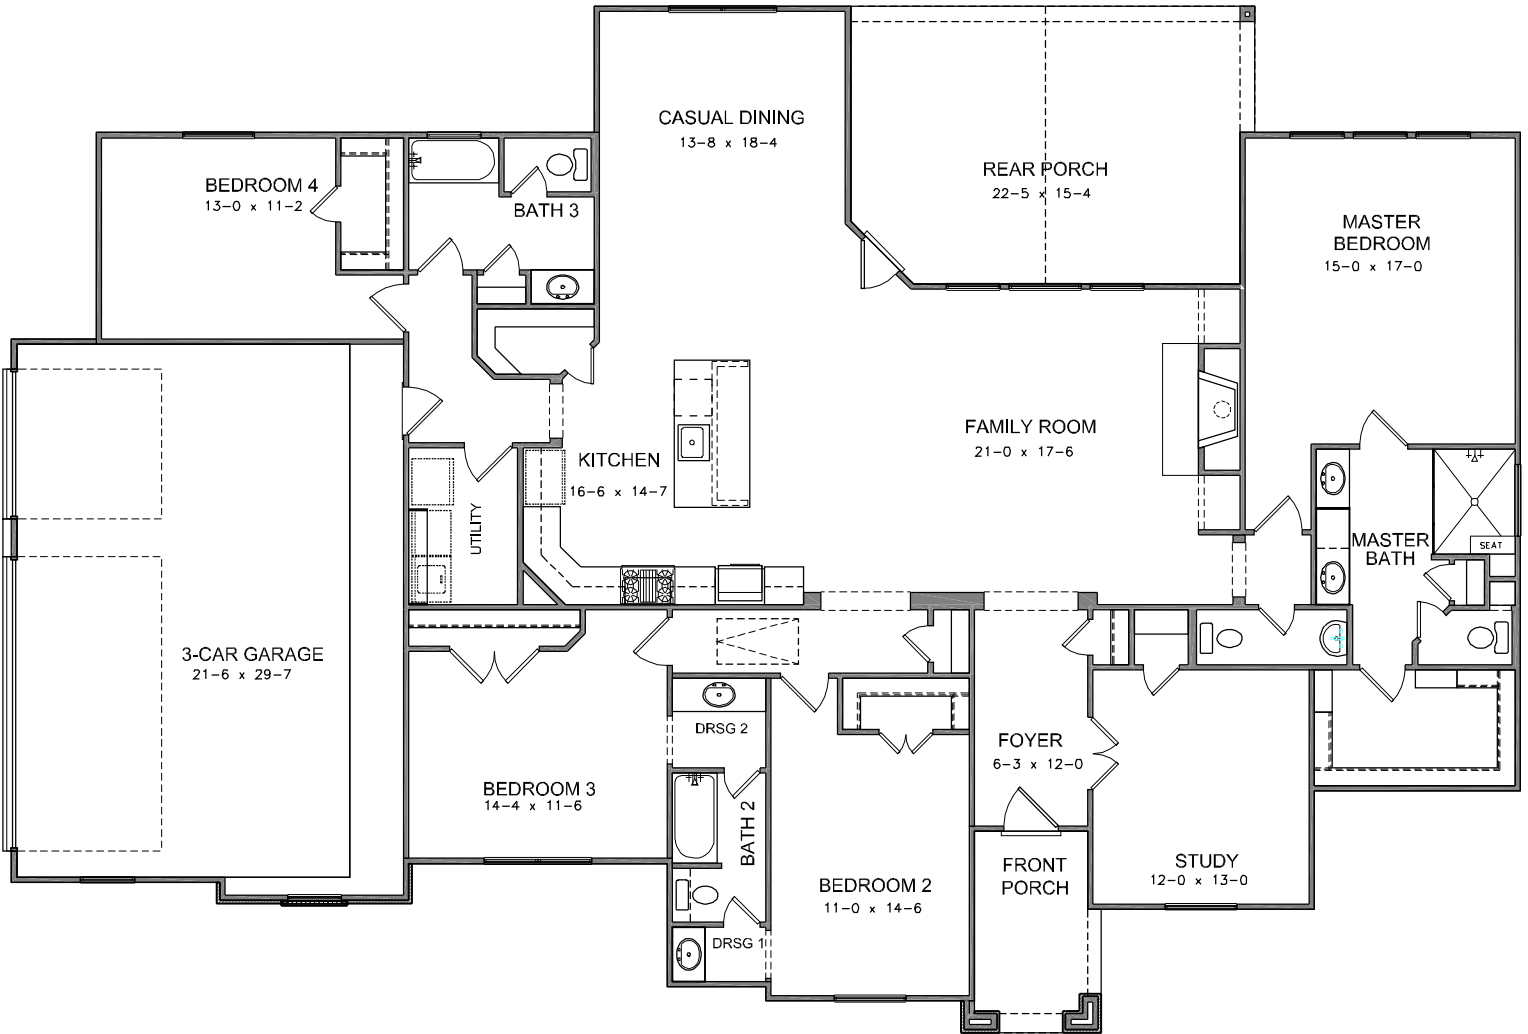 CASUAL DINING
13-8 x 18-4
REAR PORCH
22-5 x 15-4
BEDROOM 4
13-0 x 11-2
BATH 3
MASTER
BEDROOM
15-0 x 17-0
FAMILY ROOM
21-0 x 17-6
KITCHEN
16-6 x 14-7
UTILITY
MASTER
BATH
SEAT
3-CAR GARAGE
21-6 x 29-7
DRSG 2
FOYER
6-3 x 12-0
BEDROOM 3
14-4 x 11-6
BATH 2
FRONT
PORCH
STUDY
12-0 x 13-0
BEDROOM 2
11-0 x 14-6
DRSG 1